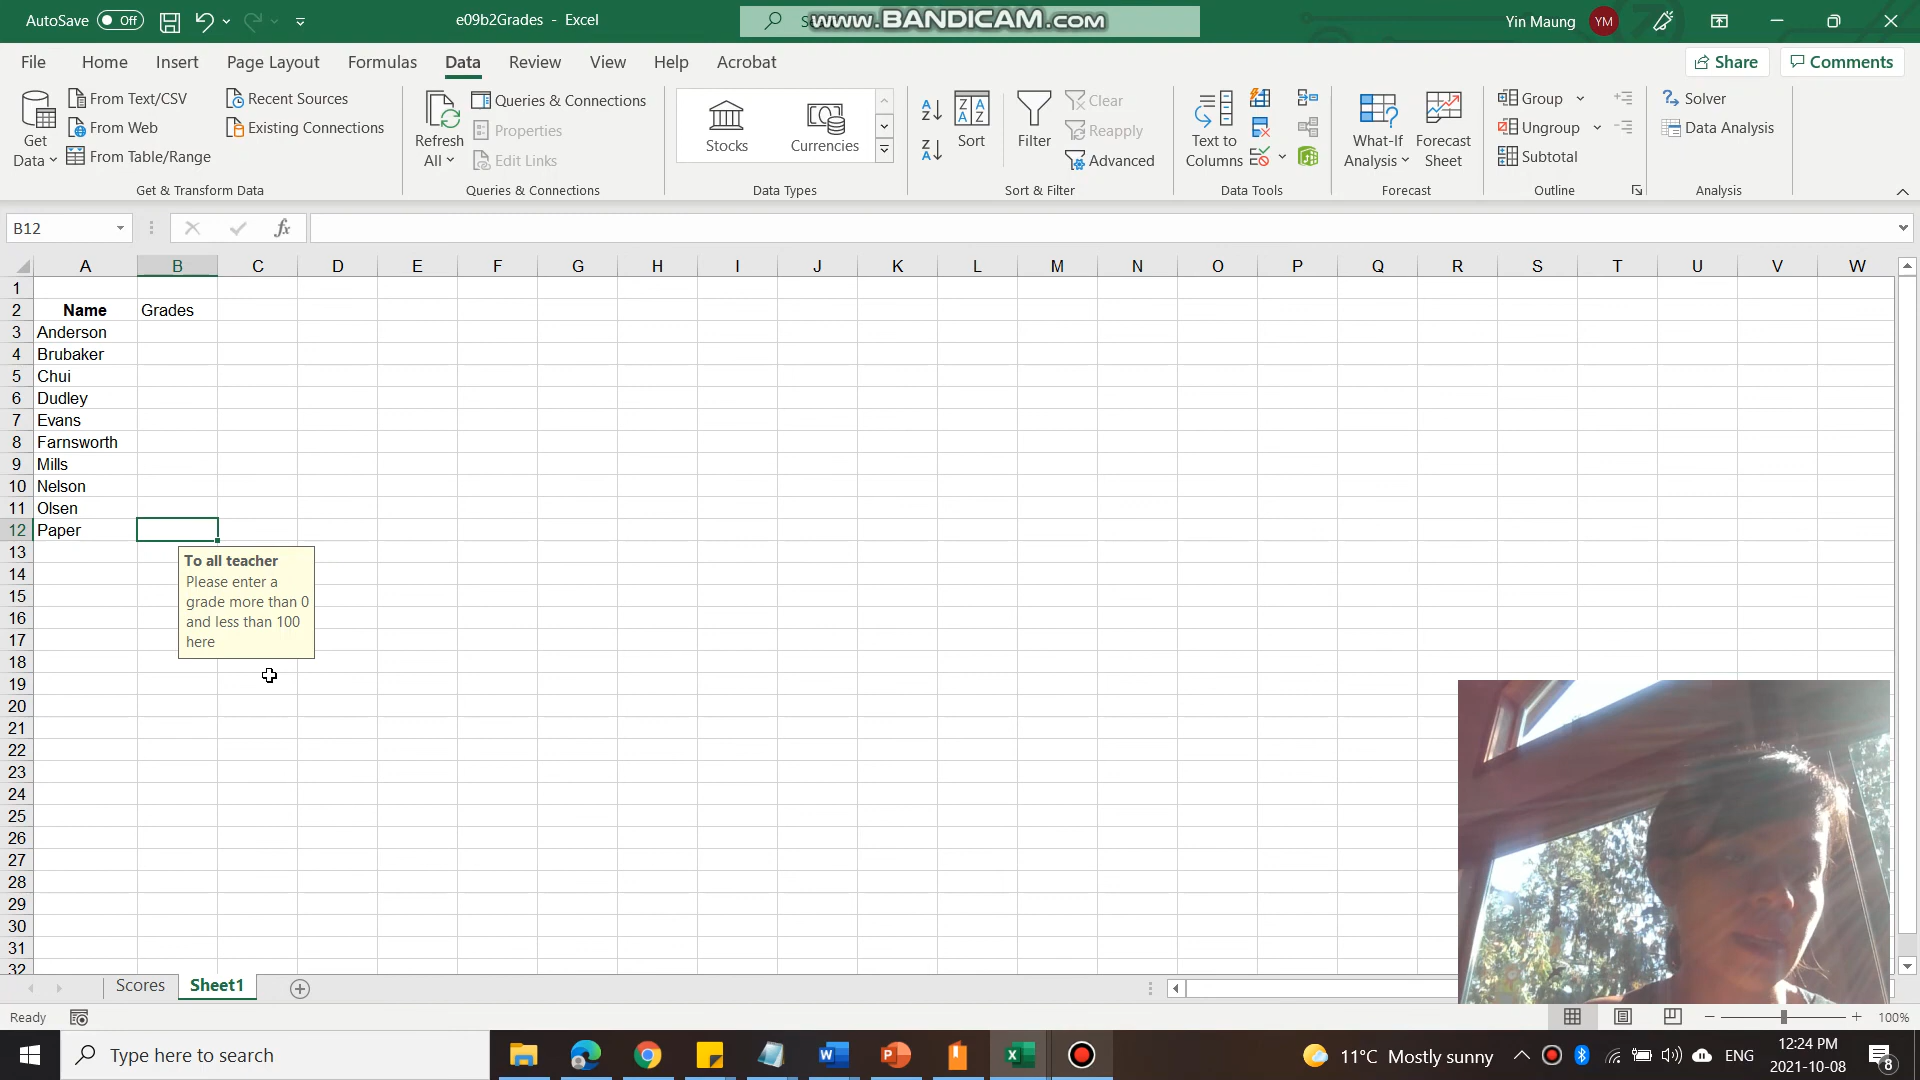 AutoSave Off e09b2Grades - Excel www.BANDICAM.com Yin Maung YM
File Home Insert Page Layout Formulas Data Review View Help Acrobat Share Comments
Get Data
From Text/CSV
From Web
From Table/Range
Recent Sources
Existing Connections
Get & Transform Data
Refresh All
Queries & Connections
Properties
Edit Links
Queries & Connections
Stocks
Currencies
Data Types
Sort
Filter
Clear
Reapply
Advanced
Sort & Filter
Text to Columns
Data Tools
What-If Analysis
Forecast Sheet
Forecast
Group
Ungroup
Subtotal
Outline
Solver
Data Analysis
Analysis
B12 fx
A B C D E F G H I J K L M N O P Q R S T U V W
1
2 Name Grades
3 Anderson
4 Brubaker
5 Chui
6 Dudley
7 Evans
8 Farnsworth
9 Mills
10 Nelson
11 Olsen
12 Paper
13
14
15
16
17
18
19
20
21
22
23
24
25
26
27
28
29
30
31
32
To all teacher
Please enter a
grade more than 0
and less than 100
here
Scores Sheet1
Ready 100%
Type here to search 11°C Mostly sunny ENG 12:24 PM
2021-10-08 8